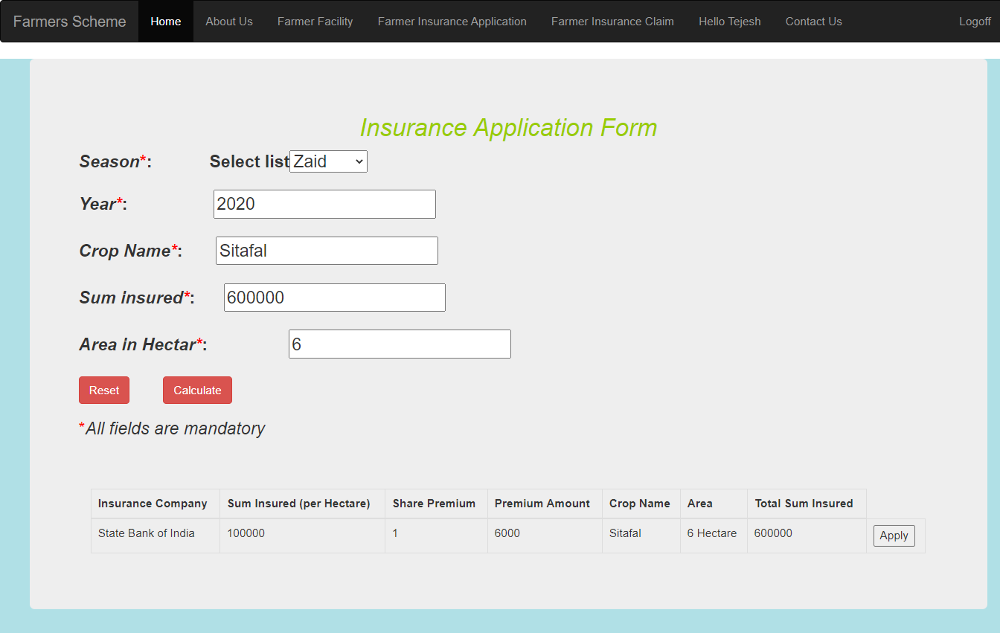 Farmers Scheme Home About Us Farmer Facility Farmer Insurance Application Farmer Insurance Claim Hello Tejesh Contact Us Logoff
Insurance Application Form
Season*: Select list Zaid
Year*: 2020
Crop Name*: Sitafal
Sum insured*: 600000
Area in Hectar*: 6
Reset Calculate
*All fields are mandatory
Insurance Company Sum Insured (per Hectare) Share Premium Premium Amount Crop Name Area Total Sum Insured
State Bank of India 100000 1 6000 Sitafal 6 Hectare 600000 Apply